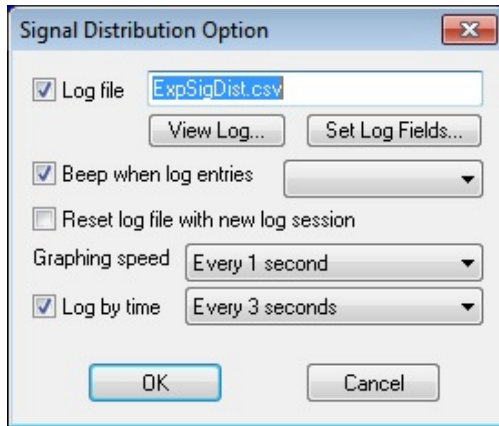 Signal Distribution Option
Log file ExpSigDist.csv
View Log... Set Log Fields...
Beep when log entries
Reset log file with new log session
Graphing speed Every 1 second
Log by time Every 3 seconds
OK Cancel